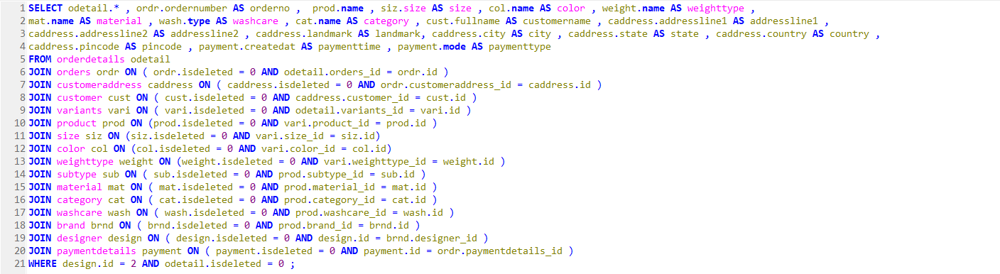 1 SELECT odetail.* , ordr.ordernumber AS orderno ,  prod.name , siz.size AS size , col.name AS color , weight.name AS weighttype ,
2 mat.name AS material , wash.type AS washcare , cat.name AS category , cust.fullname AS customername , caddress.addressline1 AS addressline1 ,
3 caddress.addressline2 AS addressline2 , caddress.landmark AS landmark, caddress.city AS city , caddress.state AS state , caddress.country AS country ,
4 caddress.pincode AS pincode , payment.createdat AS paymenttime , payment.mode AS paymenttype
5 FROM orderdetails odetail
6 JOIN orders ordr ON ( ordr.isdeleted = 0 AND odetail.orders_id = ordr.id )
7 JOIN customeraddress caddress ON ( caddress.isdeleted = 0 AND ordr.customeraddress_id = caddress.id )
8 JOIN customer cust ON ( cust.isdeleted = 0 AND caddress.customer_id = cust.id )
9 JOIN variants vari ON ( vari.isdeleted = 0 AND odetail.variants_id = vari.id )
10 JOIN product prod ON (prod.isdeleted = 0 AND vari.product_id = prod.id )
11 JOIN size siz ON (siz.isdeleted = 0 AND vari.size_id = siz.id)
12 JOIN color col ON (col.isdeleted = 0 AND vari.color_id = col.id)
13 JOIN weighttype weight ON (weight.isdeleted = 0 AND vari.weighttype_id = weight.id )
14 JOIN subtype sub ON ( sub.isdeleted = 0 AND prod.subtype_id = sub.id )
15 JOIN material mat ON ( mat.isdeleted = 0 AND prod.material_id = mat.id )
16 JOIN category cat ON ( cat.isdeleted = 0 AND prod.category_id = cat.id )
17 JOIN washcare wash ON ( wash.isdeleted = 0 AND prod.washcare_id = wash.id )
18 JOIN brand brnd ON ( brnd.isdeleted = 0 AND prod.brand_id = brnd.id )
19 JOIN designer design ON ( design.isdeleted = 0 AND design.id = brnd.designer_id )
20 JOIN paymentdetails payment ON ( payment.isdeleted = 0 AND payment.id = ordr.paymentdetails_id )
21 WHERE design.id = 2 AND odetail.isdeleted = 0 ;